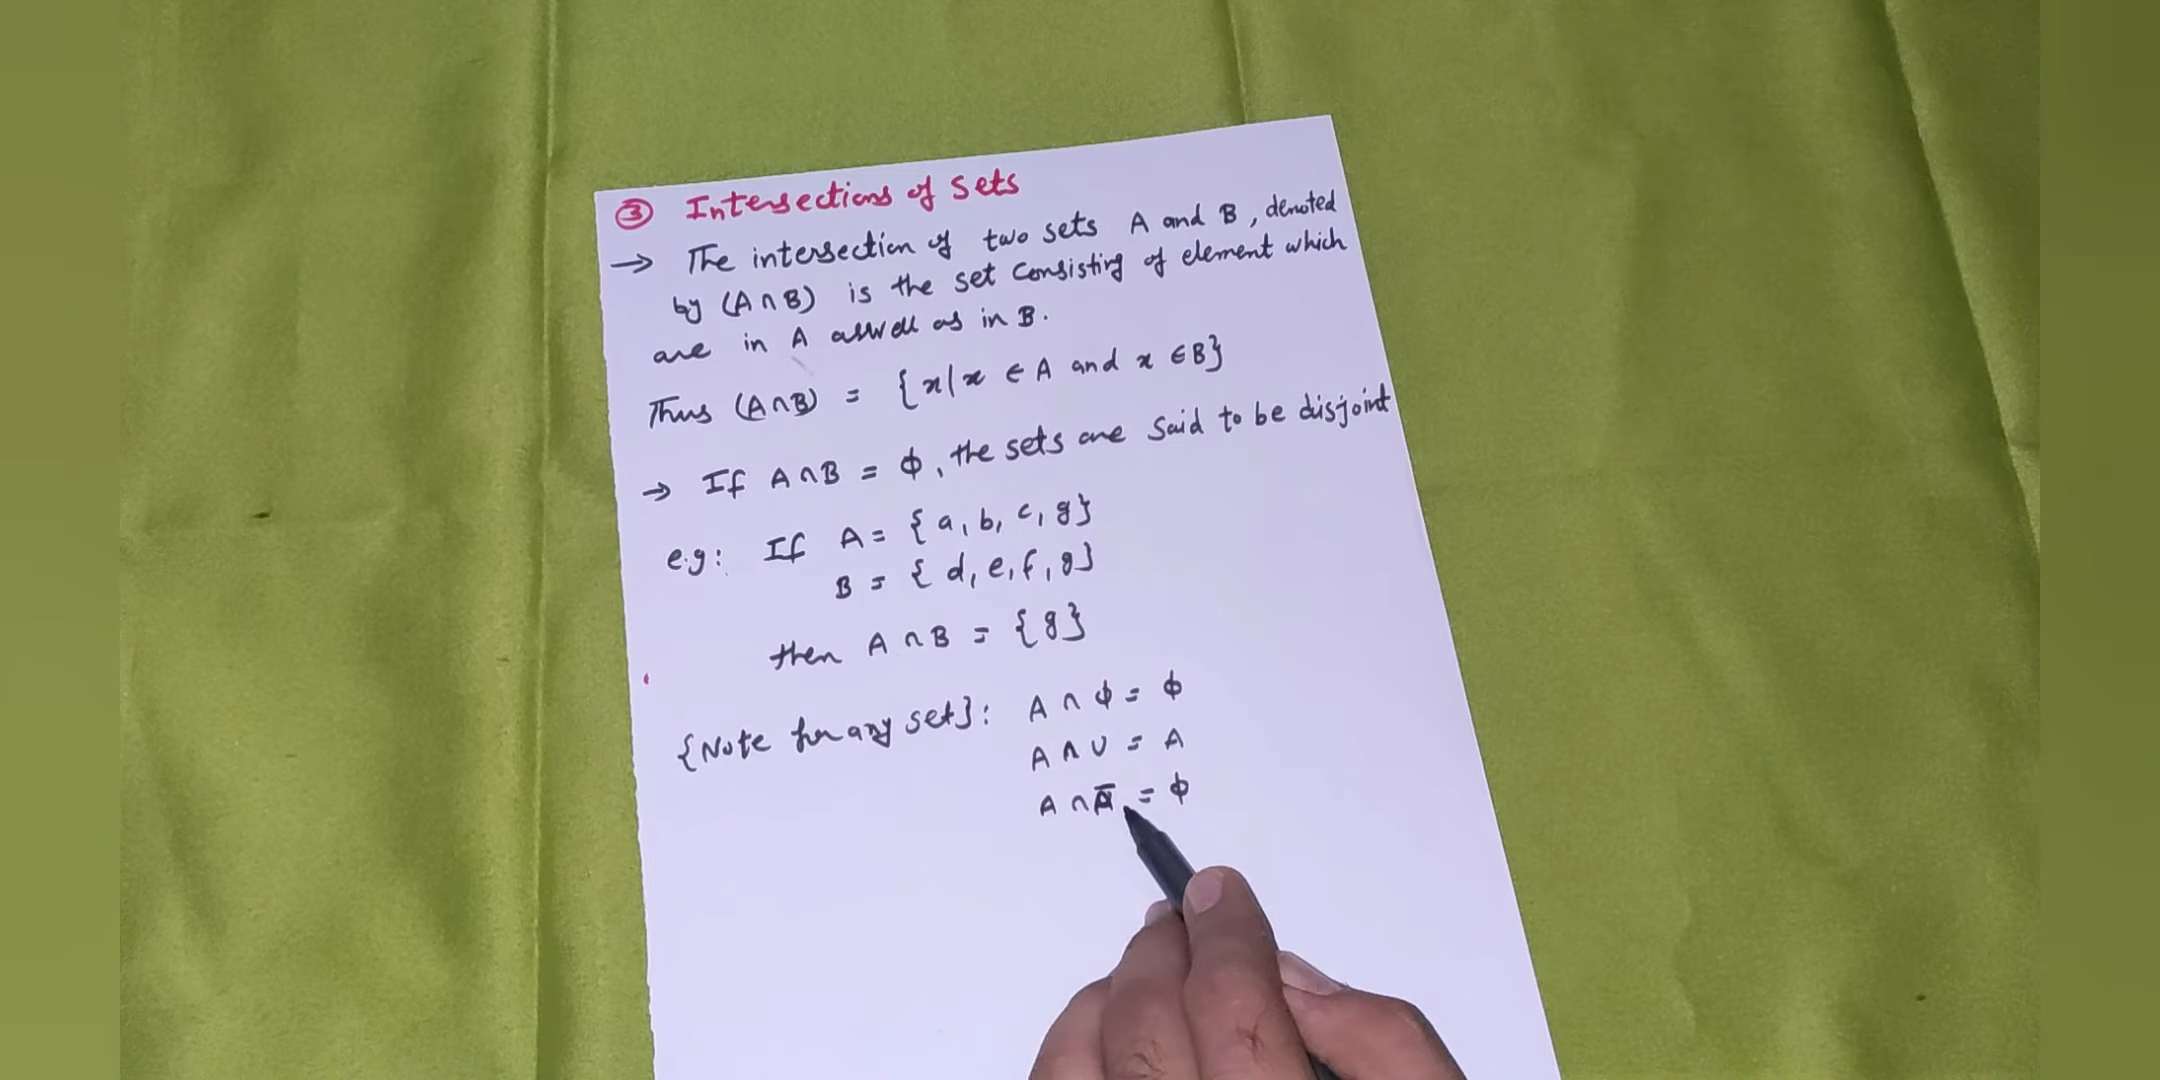 ③ Intersections of Sets
→ The intersection of two sets A and B, denoted
by (A∩B) is the set consisting of element which
are in A aswell as in B.
Thus (A∩B) = {x|x ∈ A and x ∈ B}
→ If A∩B = ϕ, the sets are said to be disjoint
e.g: If A = {a, b, c, g}
B = {d, e, f, g}
then A∩B = {g}
{Note for any set}: A ∩ ϕ = ϕ
A ∩ U = A
A ∩ A̅ = ϕ